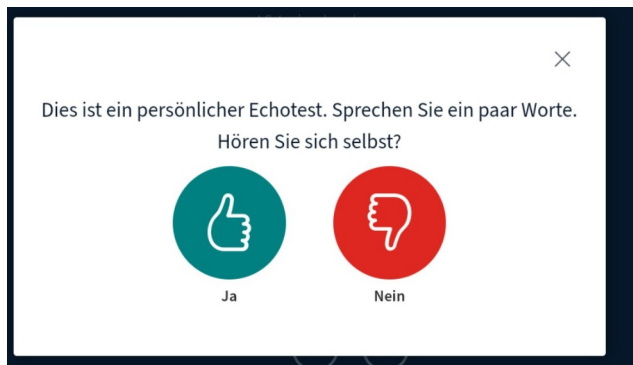 Dies ist ein persönlicher Echotest. Sprechen Sie ein paar Worte.
Hören Sie sich selbst?
Ja
Nein